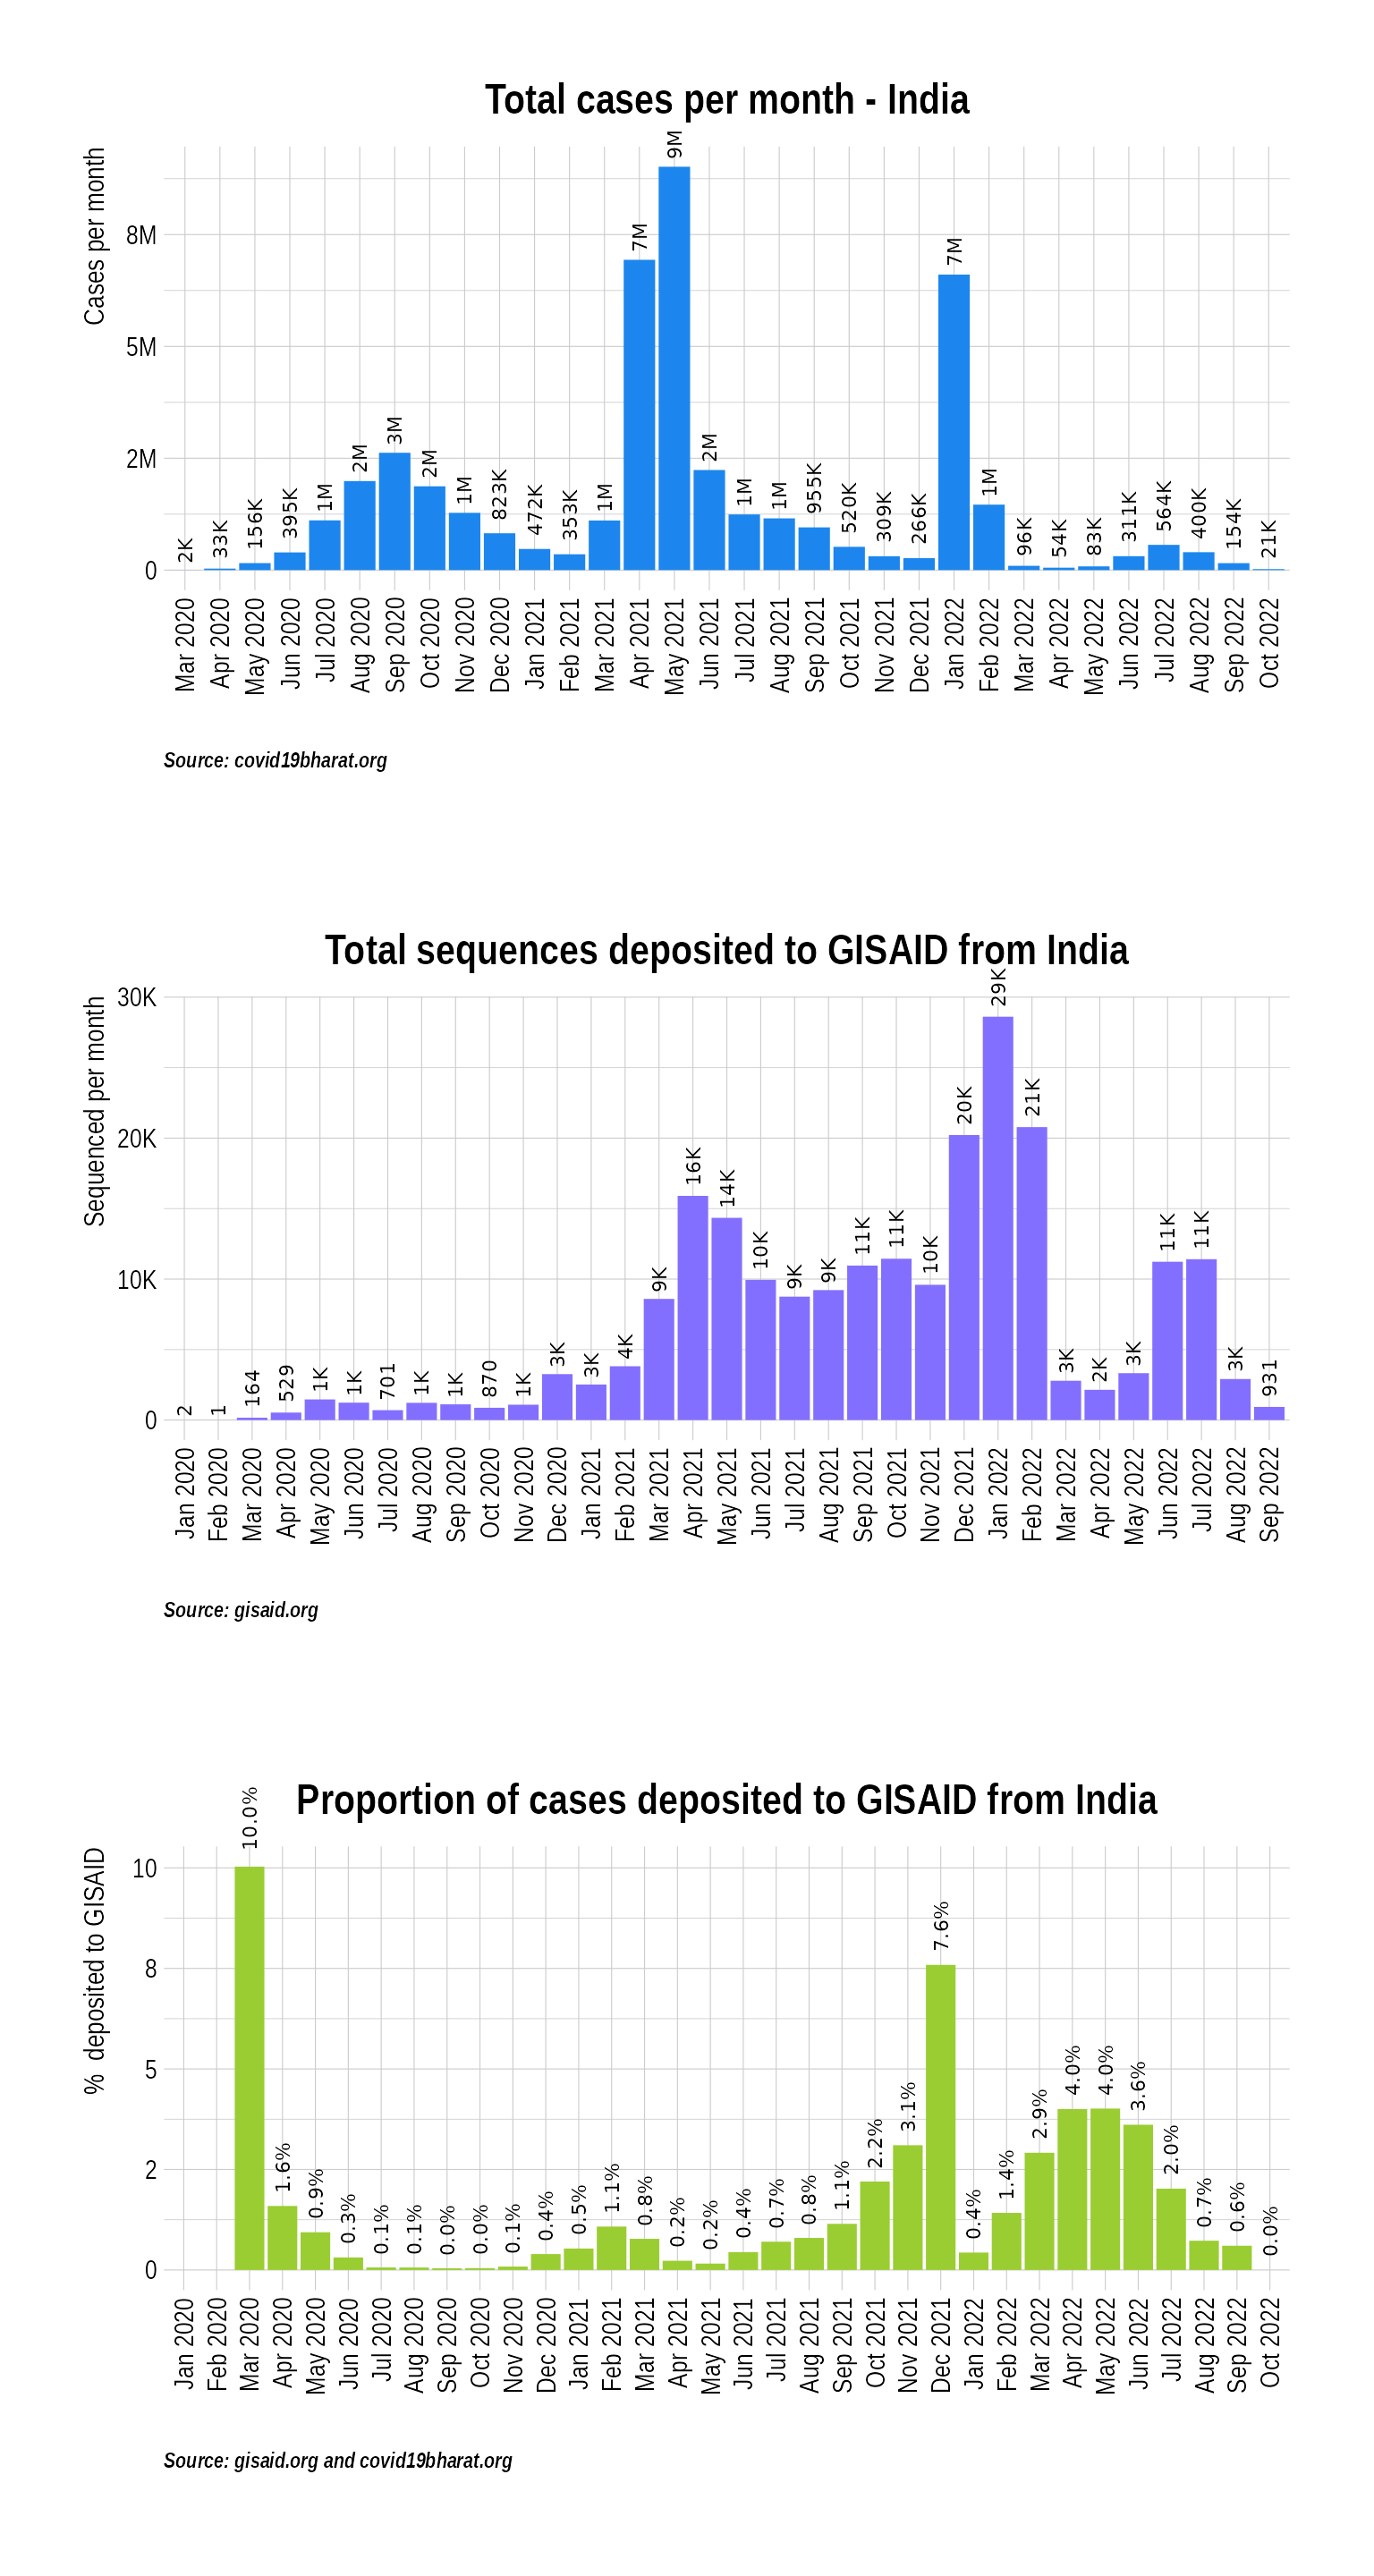 Total cases per month - India
Cases per month
8M
5M
2M
0
2K
33K
156K
395K
1M
2M
3M
2M
1M
823K
472K
353K
1M
7M
9M
2M
1M
1M
955K
520K
309K
266K
7M
1M
96K
54K
83K
311K
564K
400K
154K
21K
Mar 2020
Apr 2020
May 2020
Jun 2020
Jul 2020
Aug 2020
Sep 2020
Oct 2020
Nov 2020
Dec 2020
Jan 2021
Feb 2021
Mar 2021
Apr 2021
May 2021
Jun 2021
Jul 2021
Aug 2021
Sep 2021
Oct 2021
Nov 2021
Dec 2021
Jan 2022
Feb 2022
Mar 2022
Apr 2022
May 2022
Jun 2022
Jul 2022
Aug 2022
Sep 2022
Oct 2022
Source: covid19bharat.org
Total sequences deposited to GISAID from India
Sequenced per month
30K
20K
10K
0
2
1
164
529
1K
1K
701
1K
1K
870
1K
3K
3K
4K
9K
16K
14K
10K
9K
9K
11K
11K
10K
20K
29K
21K
3K
2K
3K
11K
11K
3K
931
Jan 2020
Feb 2020
Mar 2020
Apr 2020
May 2020
Jun 2020
Jul 2020
Aug 2020
Sep 2020
Oct 2020
Nov 2020
Dec 2020
Jan 2021
Feb 2021
Mar 2021
Apr 2021
May 2021
Jun 2021
Jul 2021
Aug 2021
Sep 2021
Oct 2021
Nov 2021
Dec 2021
Jan 2022
Feb 2022
Mar 2022
Apr 2022
May 2022
Jun 2022
Jul 2022
Aug 2022
Sep 2022
Source: gisaid.org
Proportion of cases deposited to GISAID from India
% deposited to GISAID
10
8
5
2
0
10.0%
1.6%
0.9%
0.3%
0.1%
0.1%
0.0%
0.0%
0.1%
0.4%
0.5%
1.1%
0.8%
0.2%
0.2%
0.4%
0.7%
0.8%
1.1%
2.2%
3.1%
7.6%
0.4%
1.4%
2.9%
4.0%
4.0%
3.6%
2.0%
0.7%
0.6%
0.0%
Jan 2020
Feb 2020
Mar 2020
Apr 2020
May 2020
Jun 2020
Jul 2020
Aug 2020
Sep 2020
Oct 2020
Nov 2020
Dec 2020
Jan 2021
Feb 2021
Mar 2021
Apr 2021
May 2021
Jun 2021
Jul 2021
Aug 2021
Sep 2021
Oct 2021
Nov 2021
Dec 2021
Jan 2022
Feb 2022
Mar 2022
Apr 2022
May 2022
Jun 2022
Jul 2022
Aug 2022
Sep 2022
Oct 2022
Source: gisaid.org and covid19bharat.org